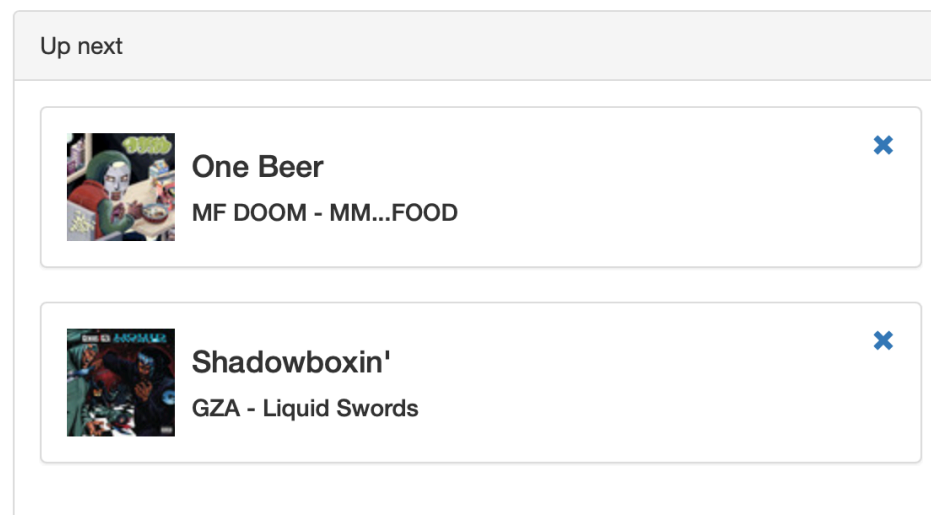 Up next
One Beer
MF DOOM - MM...FOOD
Shadowboxin'
GZA - Liquid Swords